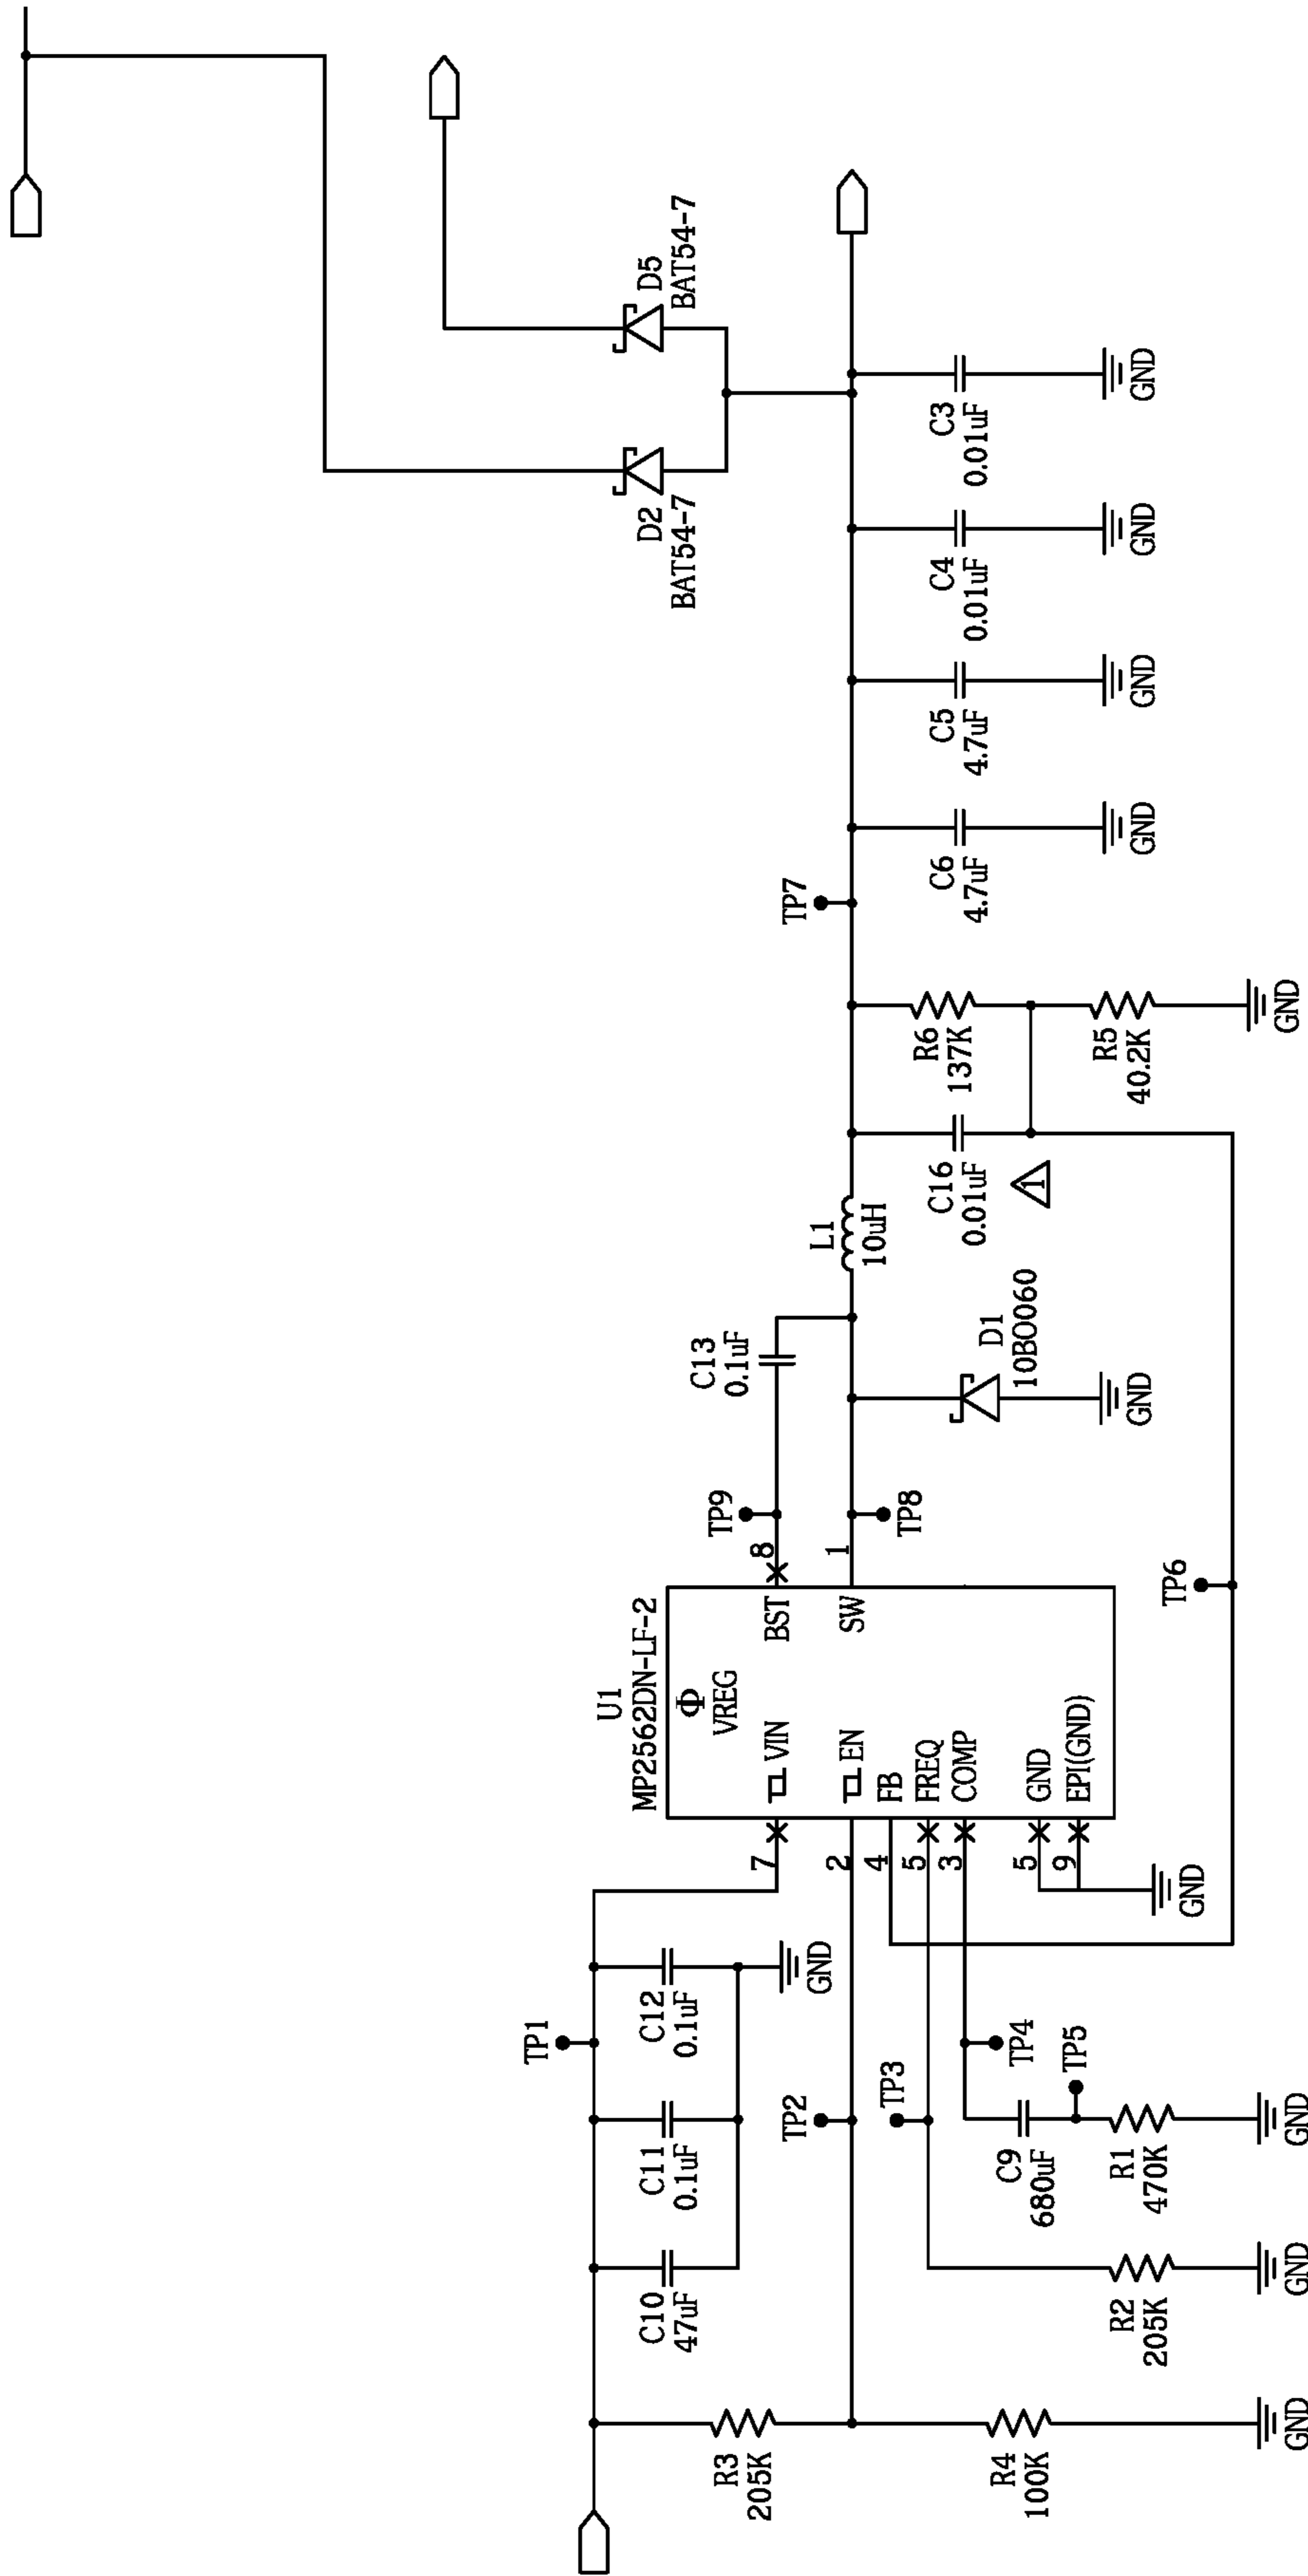 D5
BAT54-7
D2
BAT54-7
C3
0.01uF
GND
C4
0.01uF
GND
C5
4.7uF
GND
C6
4.7uF
GND
TP7
R6
137K
R5
40.2K
GND
C16
0.01uF
1
L1
10uH
C13
0.1uF
D1
10BO060
GND
TP9
8
TP8
1
TP6
U1
MP2562DN-LF-2
Φ
VREG
BST
SW
VIN
EN
FB
FREQ
COMP
GND
EPI(GND)
7
2
4
5
3
5
9
GND
TP1
C12
0.1uF
GND
C11
0.1uF
C10
47uF
TP2
TP3
TP4
TP5
C9
680uF
R1
470K
GND
R2
205K
GND
R3
205K
R4
100K
GND